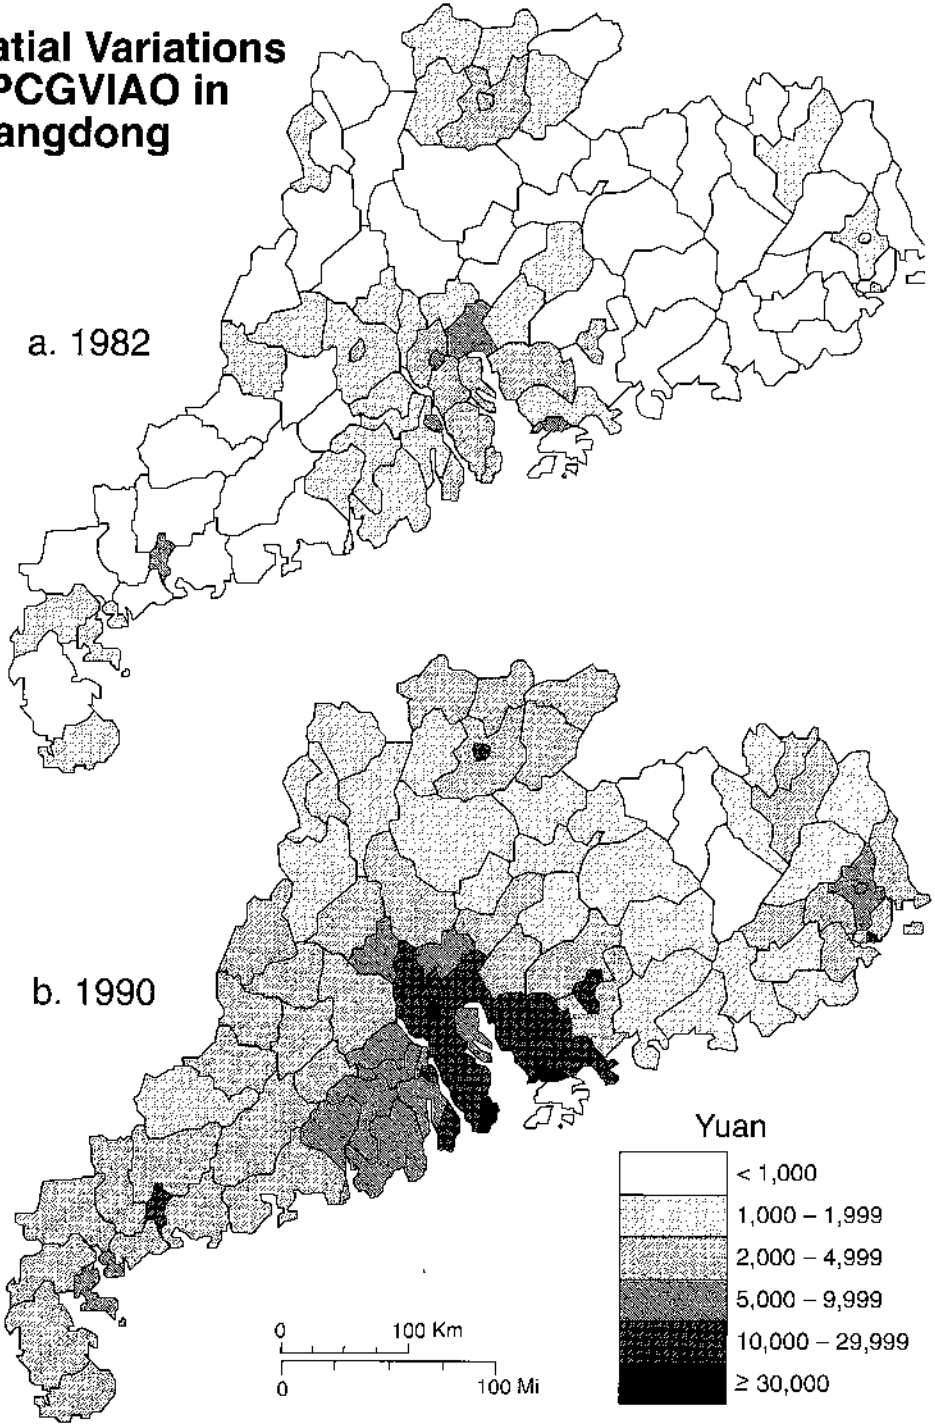 atial Variations
PCGVIAO in
angdong
a. 1982
b. 1990
Yuan
< 1,000
1,000 – 1,999
2,000 – 4,999
5,000 – 9,999
10,000 – 29,999
≥ 30,000
0 100 Km
0 100 Mi